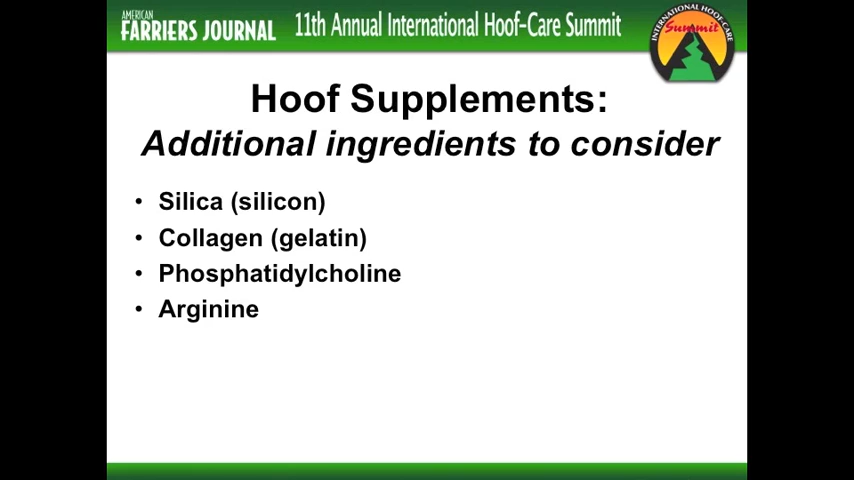 AMERICAN
FARRIERS JOURNAL
11th Annual International Hoof-Care Summit
INTERNATIONAL HOOF-CARE
Summit
Hoof Supplements:
Additional ingredients to consider
• Silica (silicon)
• Collagen (gelatin)
• Phosphatidylcholine
• Arginine